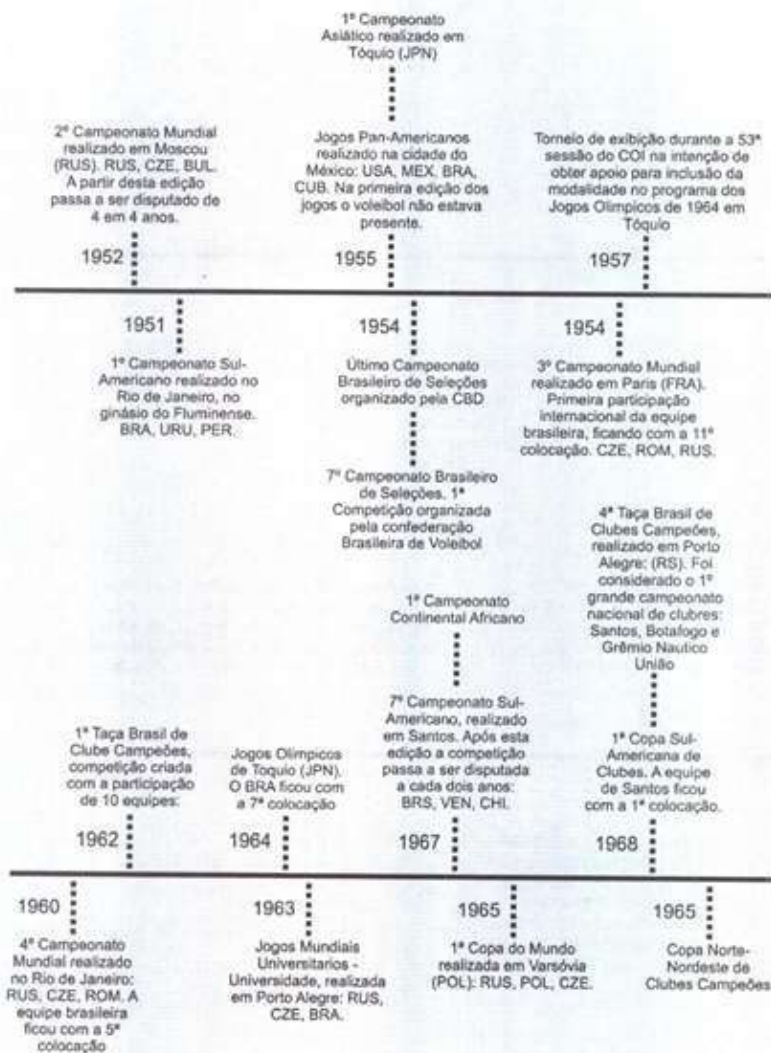 1º Campeonato
Asiático realizado em
Tóquio (JPN)
2º Campeonato Mundial
realizado em Moscou
(RUS). RUS, CZE, BUL.
A partir desta edição
passa a ser disputado de
4 em 4 anos.
1952
Jogos Pan-Americanos
realizado na cidade do
México: USA, MEX, BRA,
CUB. Na primeira edição dos
jogos o voleibol não estava
presente.
1955
Torneio de exibição durante a 53ª
sessão do COI na intenção de
obter apoio para inclusão da
modalidade no programa dos
Jogos Olímpicos de 1964 em
Tóquio
1957
1951
1º Campeonato Sul-
Americano realizado no
Rio de Janeiro, no
ginásio do Fluminense.
BRA, URU, PER.
1954
Último Campeonato
Brasileiro de Seleções
organizado pela CBD
7º Campeonato Brasileiro
de Seleções. 1ª
Competição organizada
pela confederação
Brasileira de Voleibol
1954
3º Campeonato Mundial
realizado em Paris (FRA).
Primeira participação
internacional da equipe
brasileira, ficando com a 11º
colocação. CZE, ROM, RUS.
1ª Taça Brasil de
Clube Campeões,
competição criada
com a participação
de 10 equipes.
1962
Jogos Olímpicos
de Toquio (JPN).
O BRA ficou com
a 7ª colocação
1964
1º Campeonato
Continental Africano
7º Campeonato Sul-
Americano, realizado
em Santos. Após esta
edição a competição
passa a ser disputada
a cada dois anos:
BRS, VEN, CHI.
1967
4ª Taça Brasil de
Clubes Campeões,
realizado em Porto
Alegre: (RS). Foi
considerado o 1º
grande campeonato
nacional de clubres:
Santos, Botafogo e
Grêmio Nautico
União
1ª Copa Sul-
Americana de
Clubes. A equipe
de Santos ficou
com a 1ª colocação.
1968
1960
4º Campeonato
Mundial realizado
no Rio de Janeiro:
RUS, CZE, ROM. A
equipe brasileira
ficou com a 5ª
colocação
1963
Jogos Mundiais
Universitarios -
Universidade, realizada
em Porto Alegre: RUS,
CZE, BRA.
1965
1ª Copa do Mundo
realizada em Varsóvia
(POL): RUS, POL, CZE.
1965
Copa Norte-
Nordeste de
Clubes Campeões